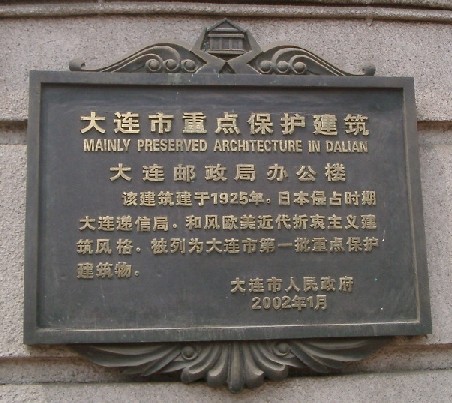 大连市重点保护建筑
MAINLY PRESERVED ARCHITECTURE IN DALIAN
大连邮政局办公楼
该建筑建于1925年。日本侵占时期
大连递信局。和风欧美近代折衷主义建
筑风格。被列为大连市第一批重点保护
建筑物。
大连市人民政府
2002年1月